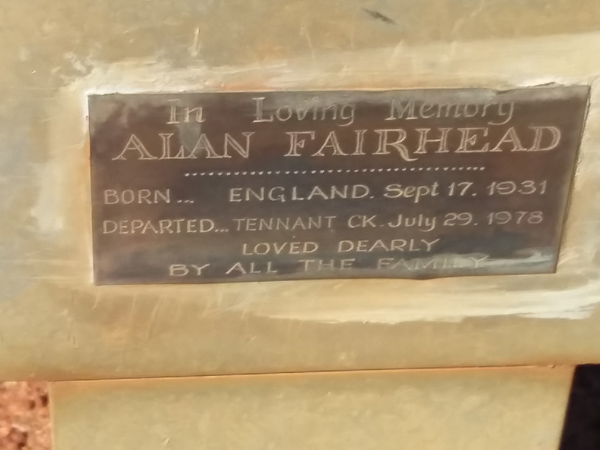 In Loving Memory
ALAN FAIRHEAD
BORN... ENGLAND. Sept 17. 1931
DEPARTED... TENNANT CK. July 29. 1978
LOVED DEARLY
BY ALL THE FAMILY